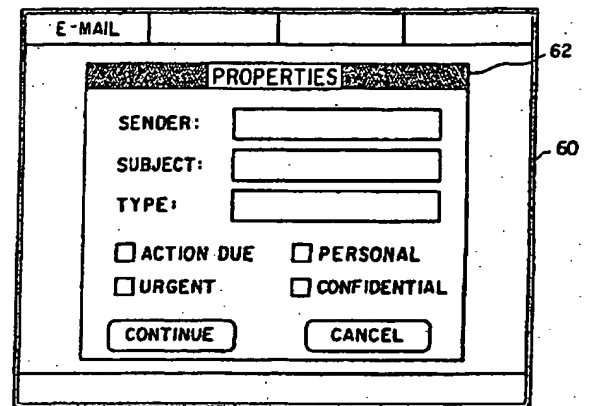 E-MAIL
62
PROPERTIES
SENDER:
60
SUBJECT:
TYPE:
ACTION DUE PERSONAL
URGENT CONFIDENTIAL
CONTINUE CANCEL